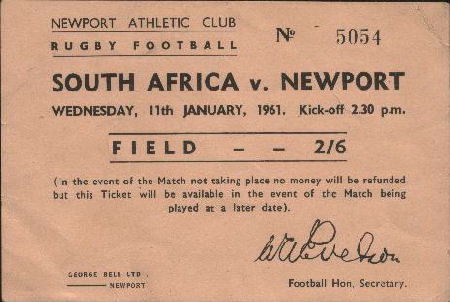 NEWPORT ATHLETIC CLUB
RUGBY FOOTBALL
Nº 5054
SOUTH AFRICA v. NEWPORT
WEDNESDAY, 11th JANUARY, 1961. Kick-off 2.30 p.m.
FIELD – – 2/6
(In the event of the Match not taking place no money will be refunded
but this Ticket will be available in the event of the Match being
played at a later date).
Football Hon, Secretary.
GEORGE BELL LTD.
NEWPORT